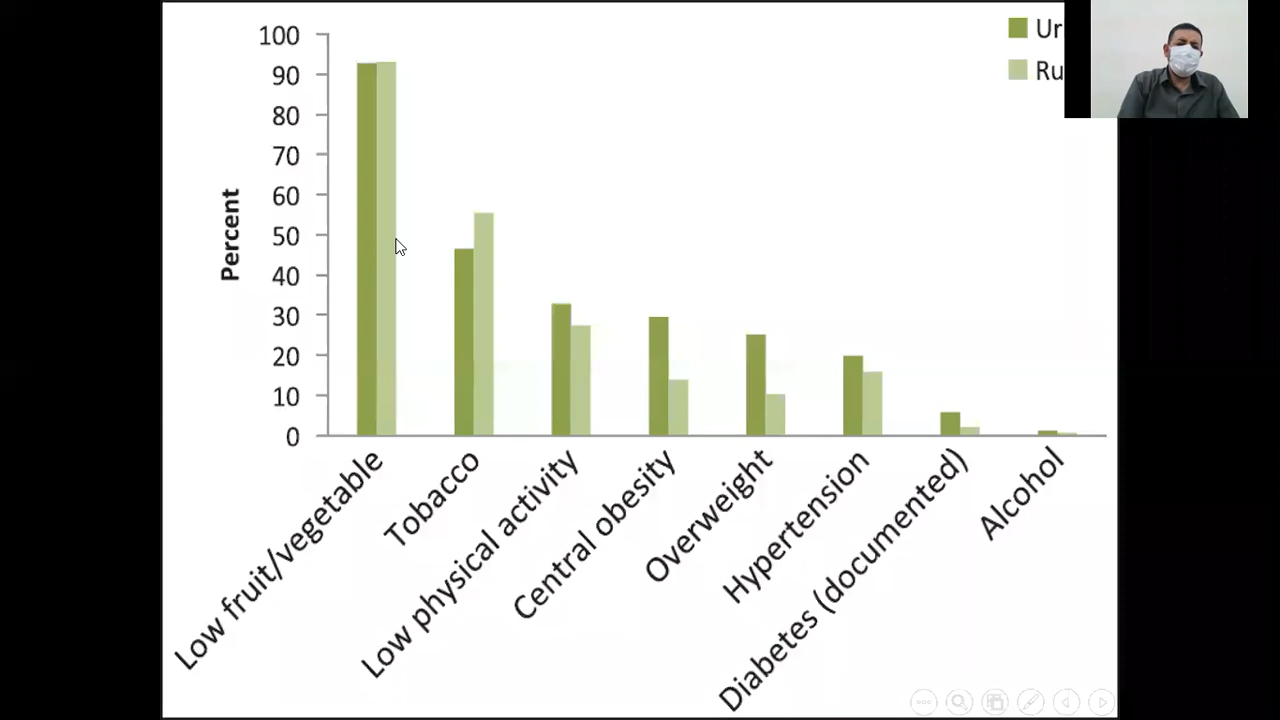 100
90
80
70
60
50
40
30
20
10
0
Percent
Ur
Ru
Low fruit/vegetable
Tobacco
Low physical activity
Central obesity
Overweight
Hypertension
Diabetes (documented)
Alcohol